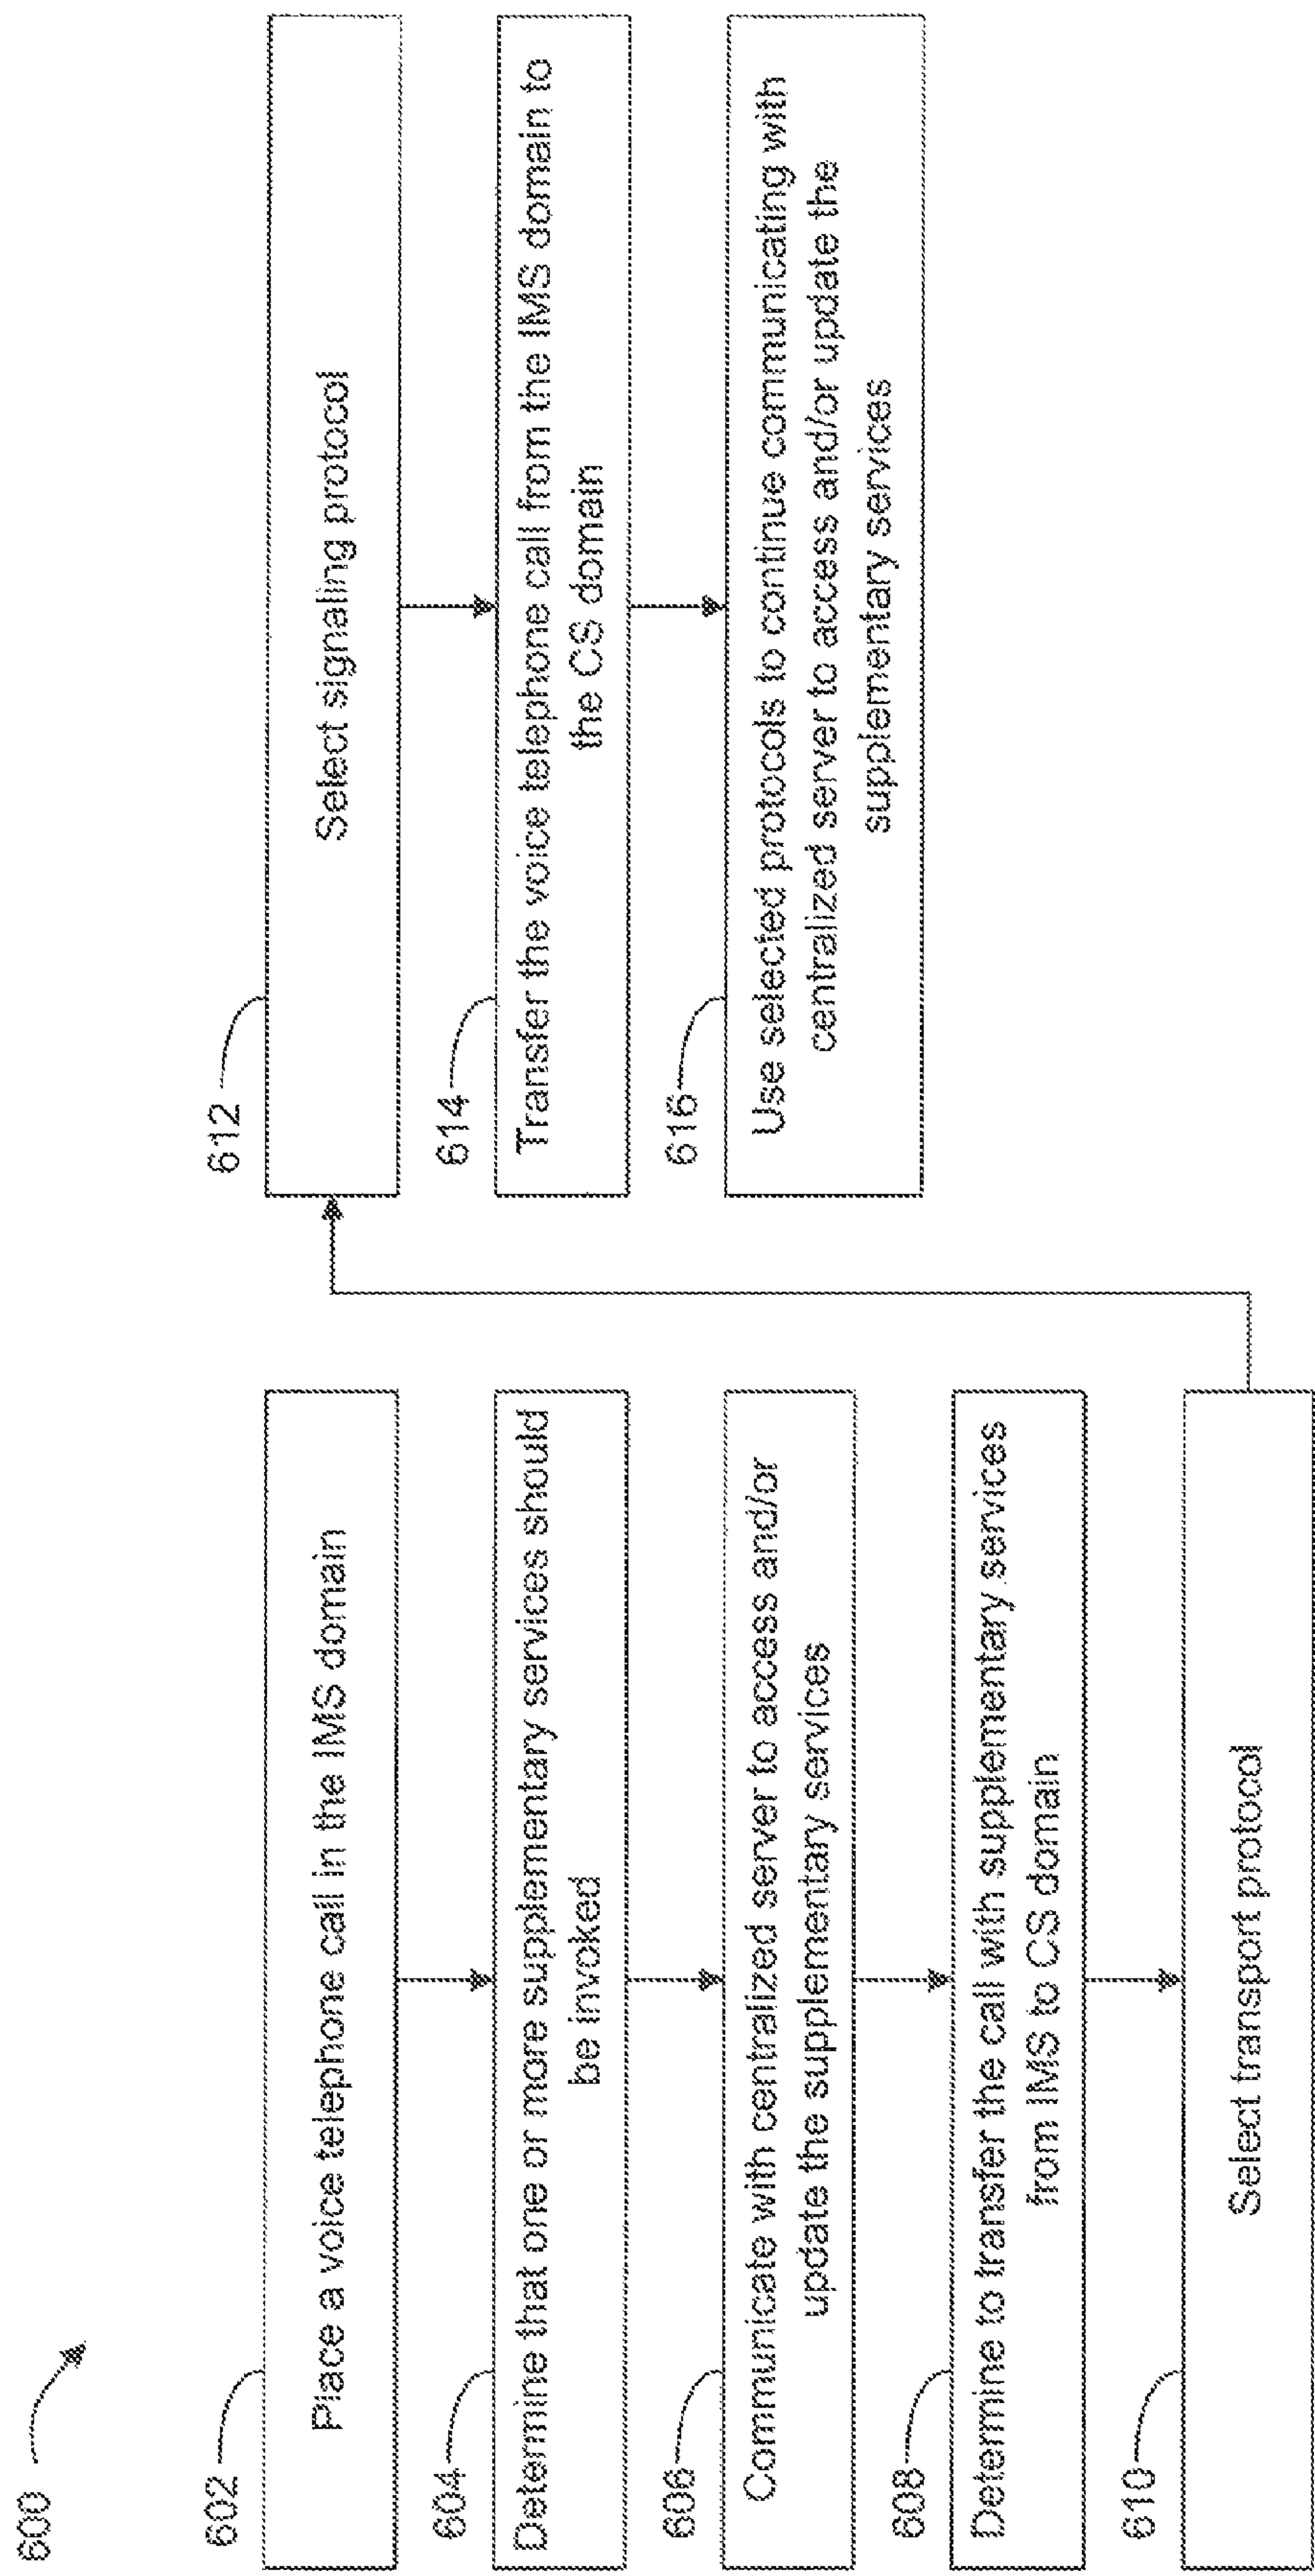 600
602
Place a voice telephone call in the IMS domain
604
Determine that one or more supplementary services should
be invoked
606
Communicate with centralized server to access and/or
update the supplementary services
608
Determine to transfer the call with supplementary services
from IMS to CS domain
610
Select transport protocol
612
Select signaling protocol
614
Transfer the voice telephone call from the IMS domain to
the CS domain
616
Use selected protocols to continue communicating with
centralized server to access and/or update the
supplementary services